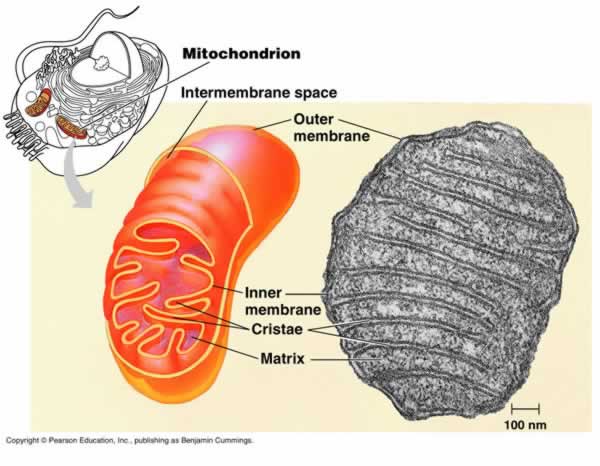 Mitochondrion
Intermembrane space
Outer
membrane
Inner
membrane
Cristae
Matrix
100 nm
Copyright © Pearson Education, Inc., publishing as Benjamin Cummings.